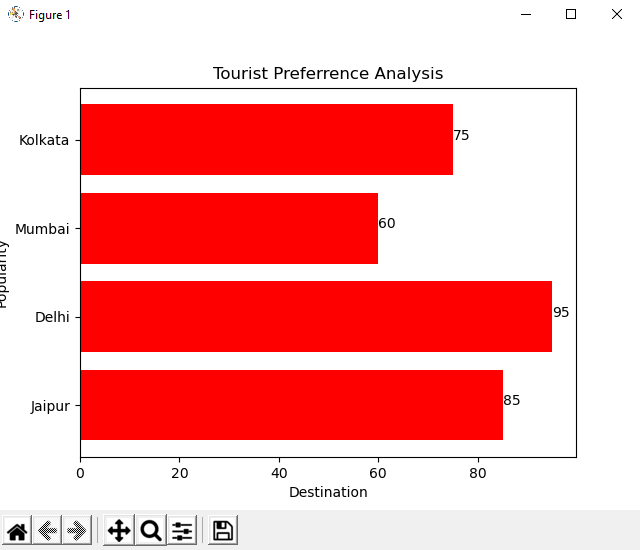 Figure 1
Tourist Preferrence Analysis
Popularity
Kolkata
75
Mumbai
60
Delhi
95
Jaipur
85
0 20 40 60 80
Destination